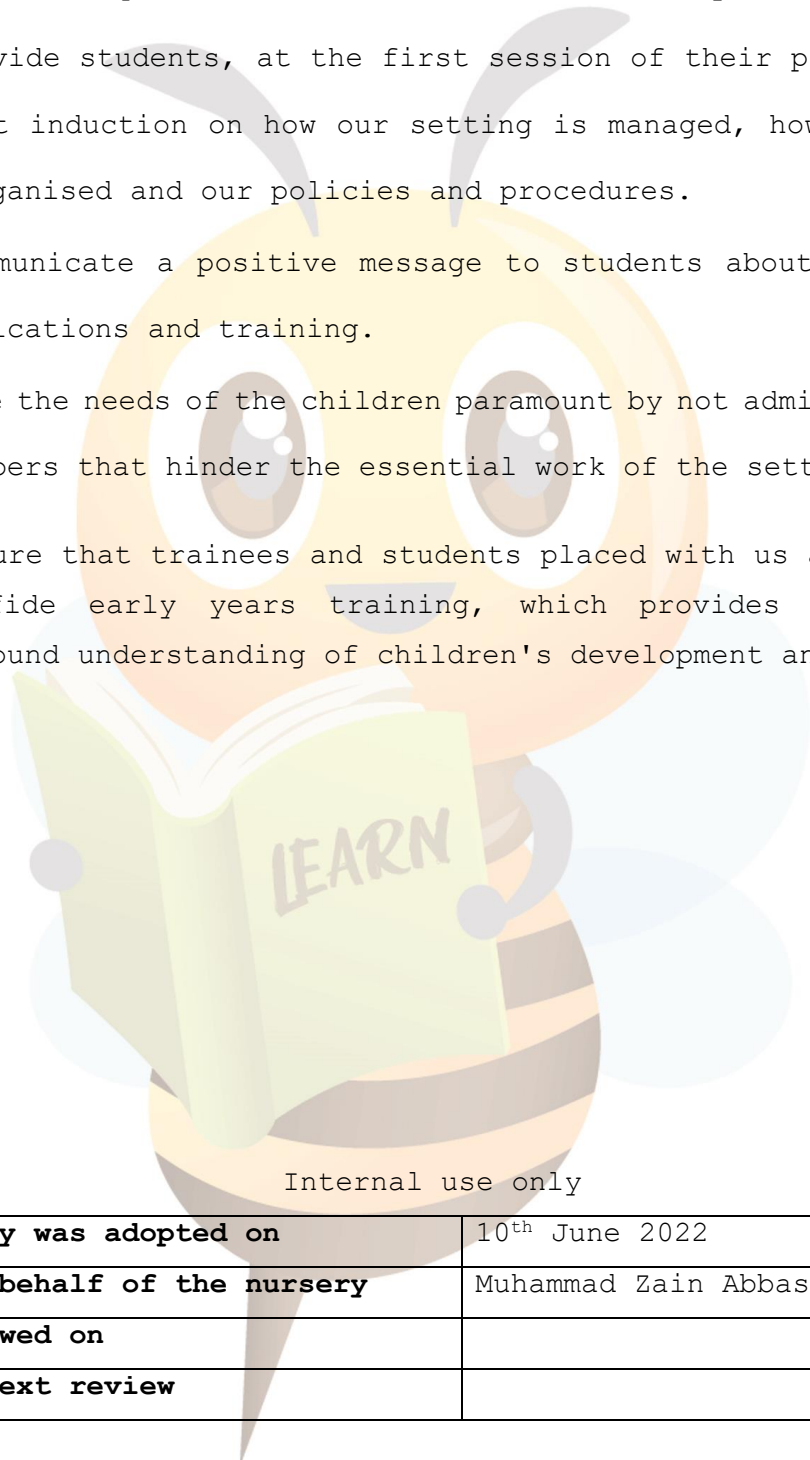 vide students, at the first session of their p
t induction on how our setting is managed, how
ganised and our policies and procedures.
municate a positive message to students about
ications and training.
e the needs of the children paramount by not admi
bers that hinder the essential work of the sett
ure that trainees and students placed with us a
fide early years training, which provides
ound understanding of children's development an
LEARN
Internal use only
y was adopted on 10th June 2022
behalf of the nursery Muhammad Zain Abbas
wed on
ext review